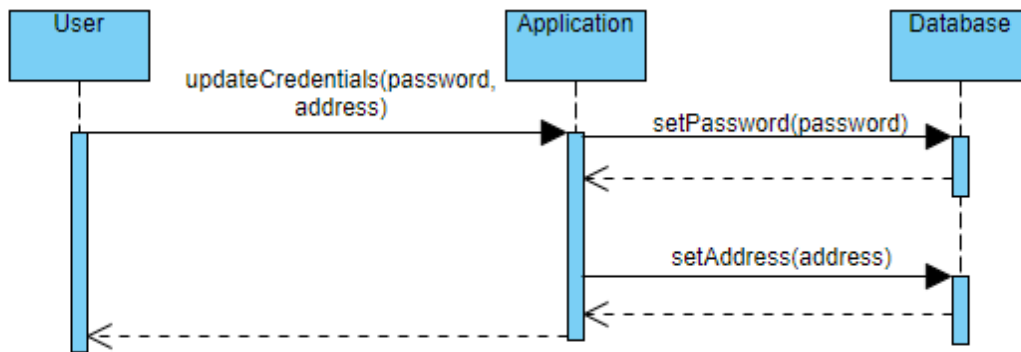 User
Application
Database
updateCredentials(password,
address)
setPassword(password)
setAddress(address)